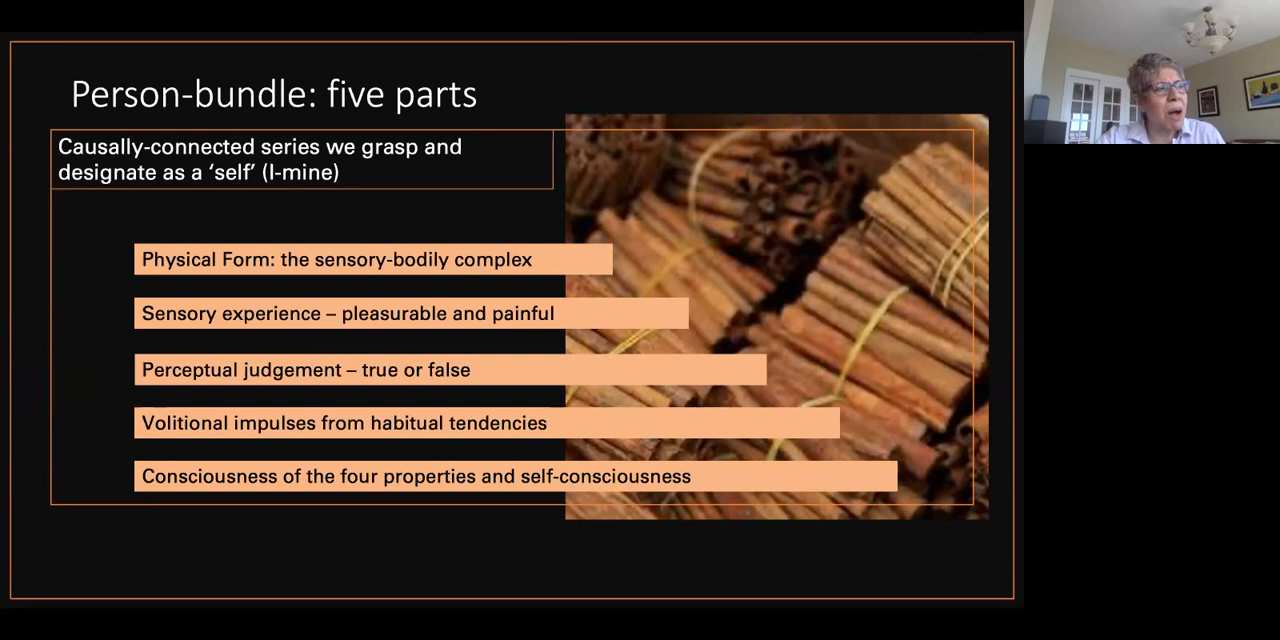 Person-bundle: five parts
Causally-connected series we grasp and
designate as a ‘self’ (I-mine)
Physical Form: the sensory-bodily complex
Sensory experience – pleasurable and painful
Perceptual judgement – true or false
Volitional impulses from habitual tendencies
Consciousness of the four properties and self-consciousness